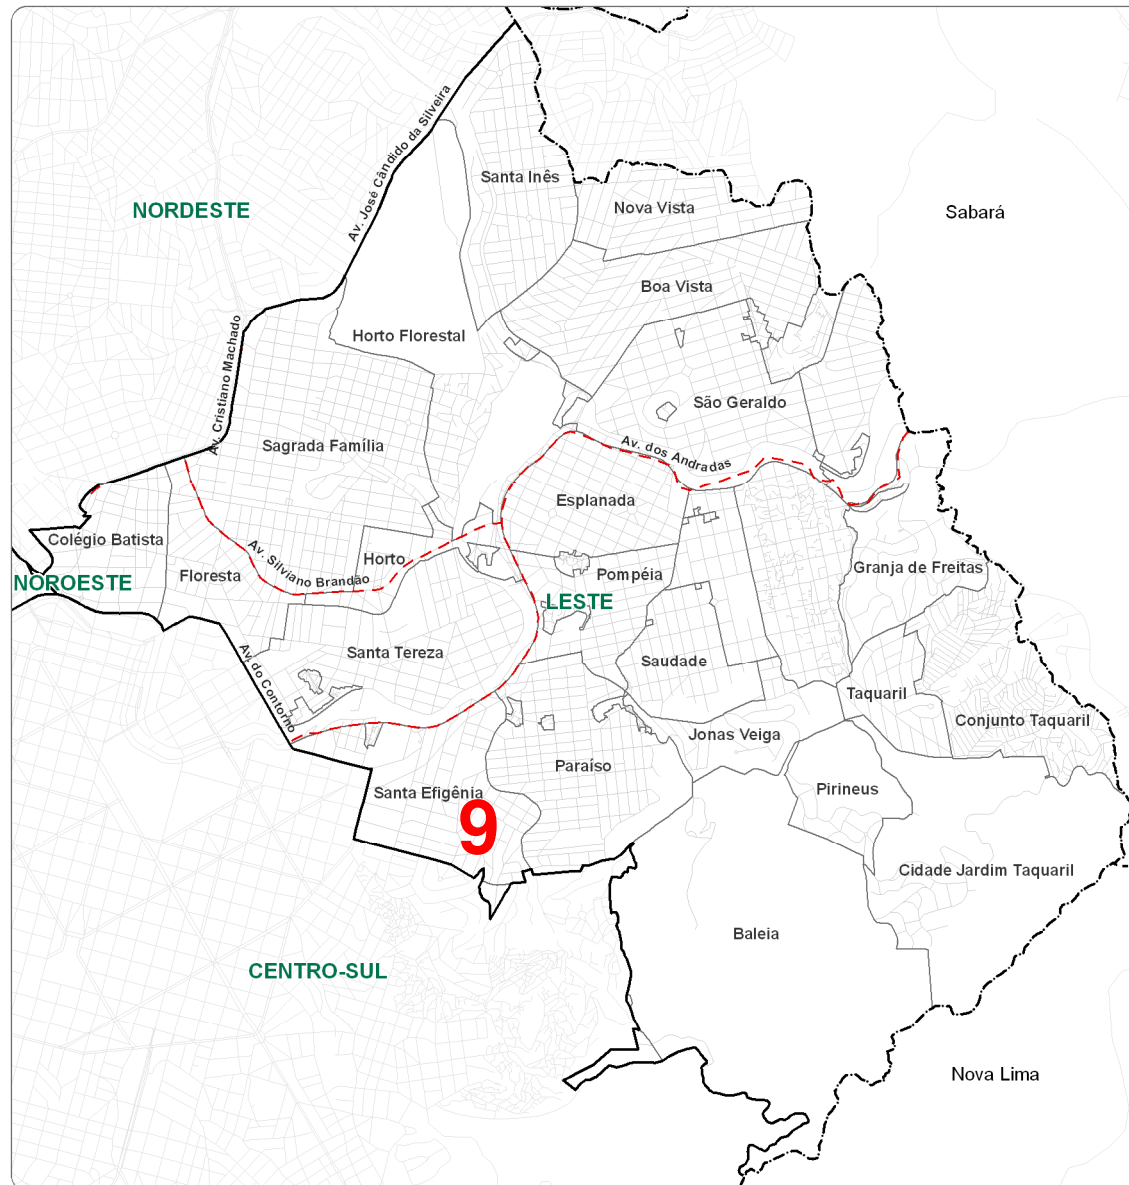 Av. José Cândido da Silveira
Santa Inês
NORDESTE
Nova Vista
Sabará
Boa Vista
Horto Florestal
Av. Cristiano Machado
São Geraldo
Sagrada Família
Av. dos Andradas
Esplanada
Colégio Batista
Av. Silviano Brandão
Horto
NOROESTE
Floresta
Pompéia
Granja de Freitas
LESTE
Santa Tereza
Saudade
Av. do Contorno
Taquaril
Conjunto Taquaril
Jonas Veiga
Paraíso
Santa Efigênia
Pirineus
9
Cidade Jardim Taquaril
Baleia
CENTRO-SUL
Nova Lima